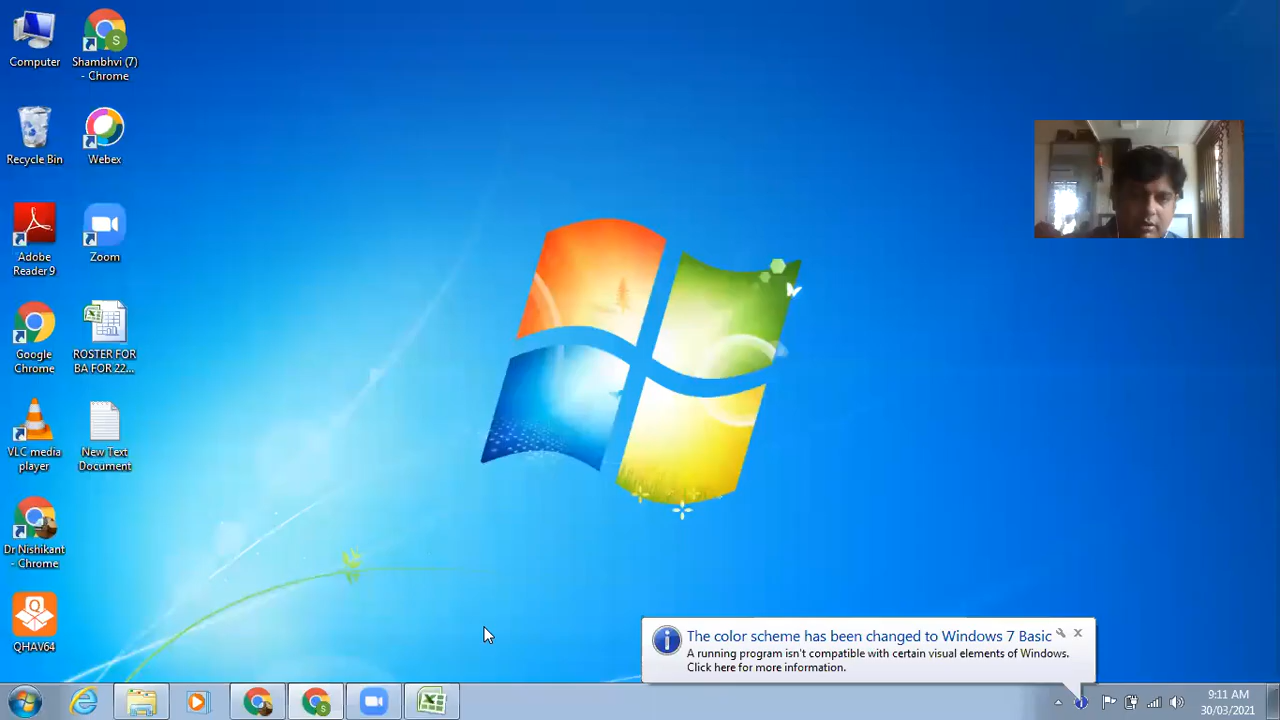 Computer
Shambhvi (7)
- Chrome
Recycle Bin
Webex
Adobe
Reader 9
Zoom
Google
Chrome
ROSTER FOR
BA FOR 22...
VLC media
player
New Text
Document
Dr Nishikant
- Chrome
QHAV64
The color scheme has been changed to Windows 7 Basic
A running program isn't compatible with certain visual elements of Windows.
Click here for more information.
9:11 AM
30/03/2021